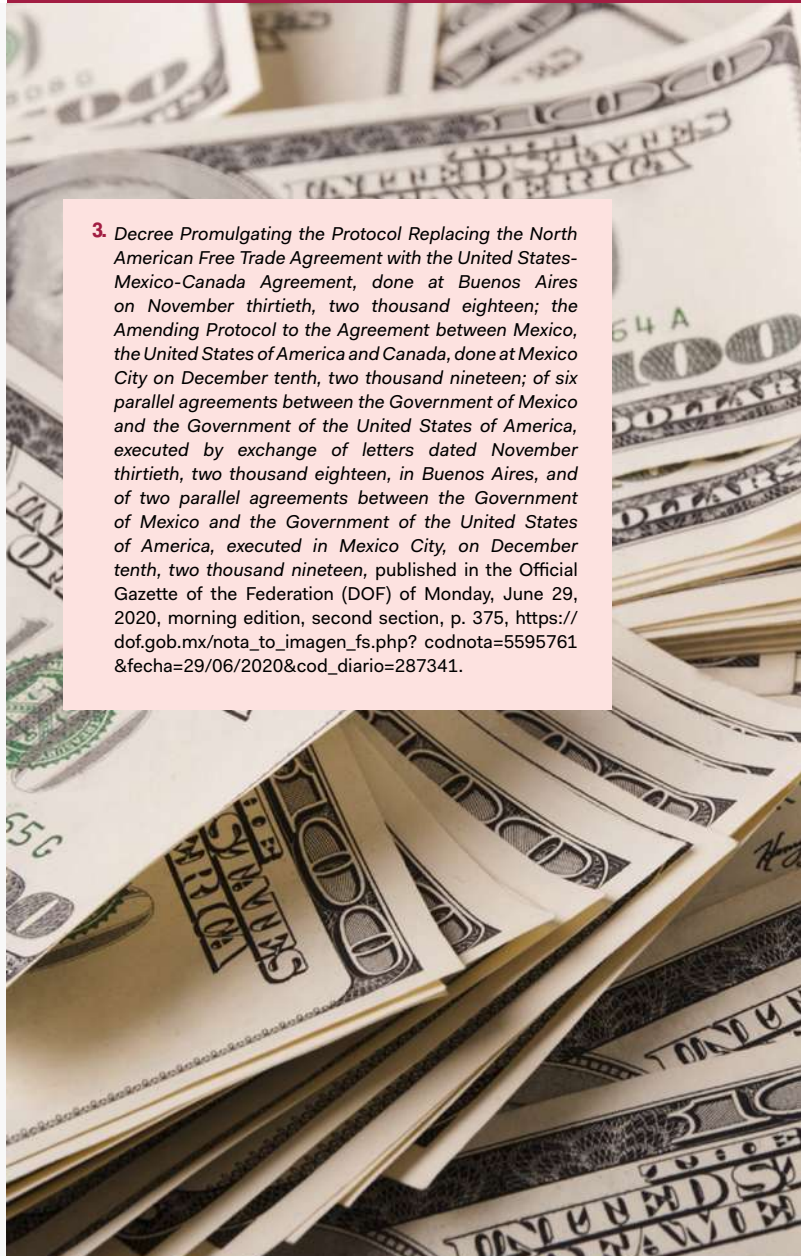 3. Decree Promulgating the Protocol Replacing the North
American Free Trade Agreement with the United States-
Mexico-Canada Agreement, done at Buenos Aires
on November thirtieth, two thousand eighteen; the
Amending Protocol to the Agreement between Mexico,
the United States of America and Canada, done at Mexico
City on December tenth, two thousand nineteen; of six
parallel agreements between the Government of Mexico
and the Government of the United States of America,
executed by exchange of letters dated November
thirtieth, two thousand eighteen, in Buenos Aires, and
of two parallel agreements between the Government
of Mexico and the Government of the United States
of America, executed in Mexico City, on December
tenth, two thousand nineteen, published in the Official
Gazette of the Federation (DOF) of Monday, June 29,
2020, morning edition, second section, p. 375, https://
dof.gob.mx/nota_to_imagen_fs.php? codnota=5595761
&fecha=29/06/2020&cod_diario=287341.
54 A
100
100